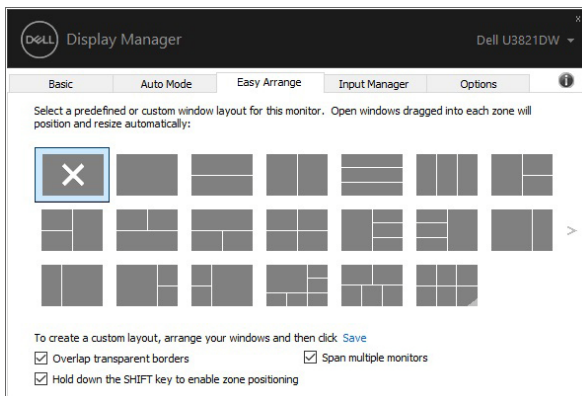 DELL Display Manager
Dell U3821DW
Basic
Auto Mode
Easy Arrange
Input Manager
Options
Select a predefined or custom window layout for this monitor. Open windows dragged into each zone will
position and resize automatically:
To create a custom layout, arrange your windows and then click Save
Overlap transparent borders
Span multiple monitors
Hold down the SHIFT key to enable zone positioning